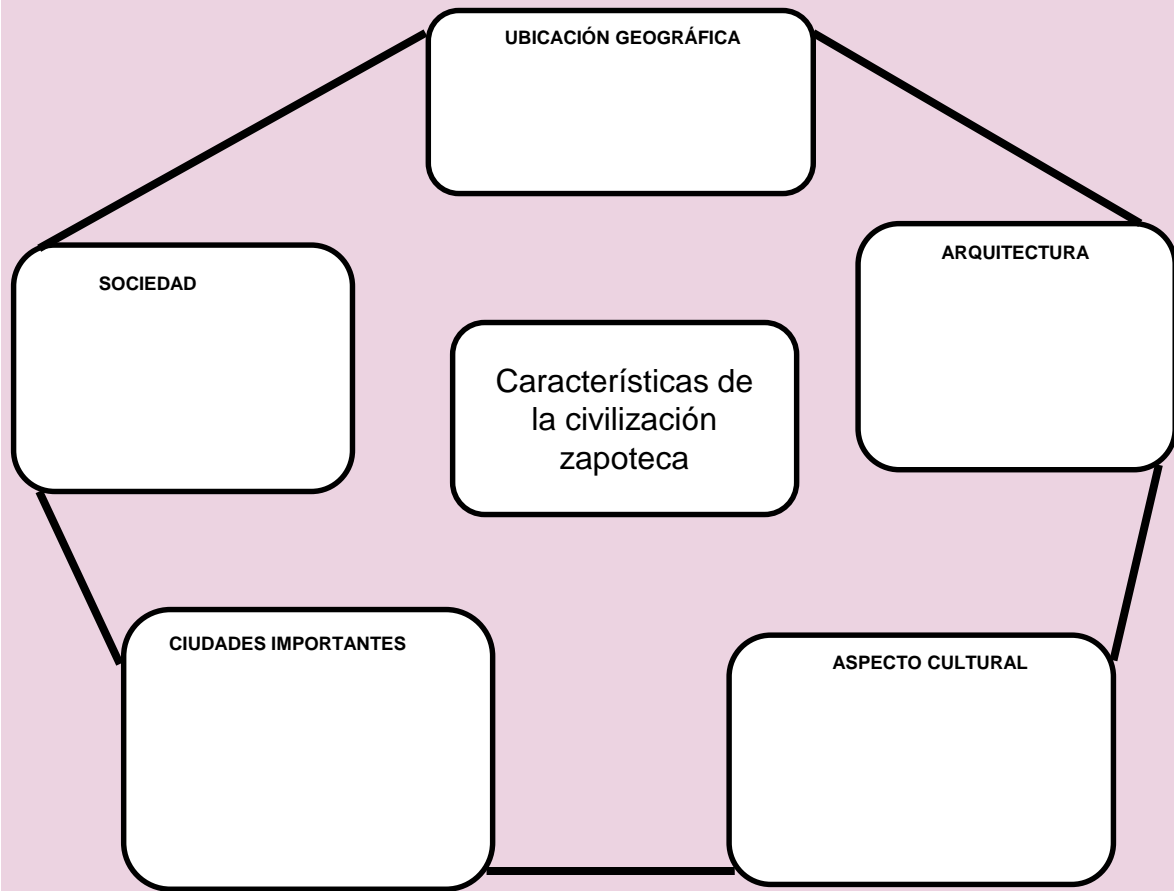 UBICACIÓN GEOGRÁFICA
SOCIEDAD
ARQUITECTURA
Características de
la civilización
zapoteca
CIUDADES IMPORTANTES
ASPECTO CULTURAL